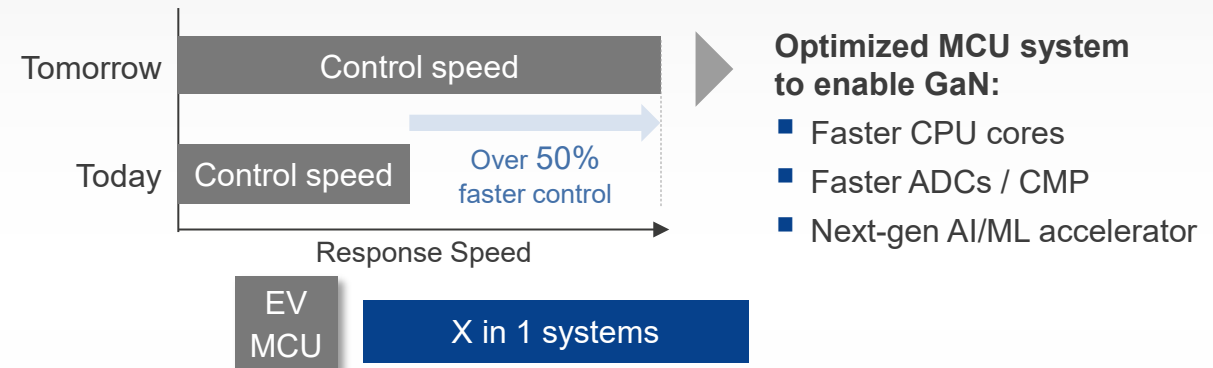 Tomorrow
Control speed
Optimized MCU system
to enable GaN:
Faster CPU cores
Faster ADCs / CMP
Next-gen AI/ML accelerator
Today
Control speed
Over 50%
faster control
Response Speed
EV
MCU
X in 1 systems